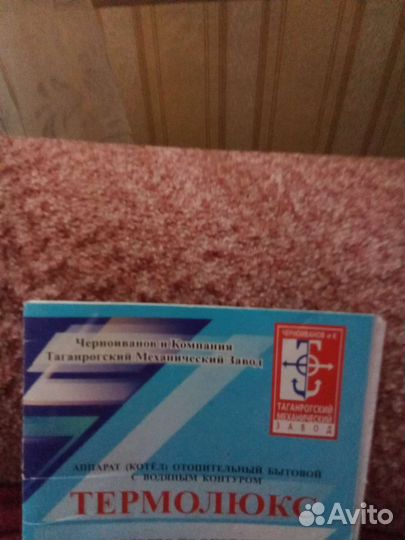 Черноиванов и Компания
Таганрогский Механический Завод
ЧЕРНОИВАНОВ и К
ТАГАНРОГСКИЙ
МЕХАНИЧЕСКИЙ
ЗАВОД
АППАРАТ (КОТЕЛ) ОТОПИТЕЛЬНЫЙ БЫТОВОЙ
С ВОДЯНЫМ КОНТУРОМ
ТЕРМОЛЮКС
Avito